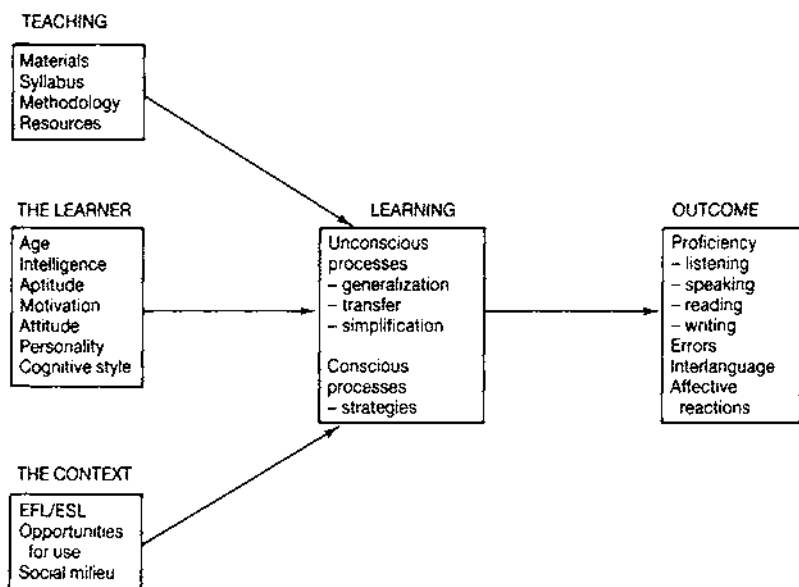 TEACHING
Materials
Syllabus
Methodology
Resources
THE LEARNER
Age
Intelligence
Aptitude
Motivation
Attitude
Personality
Cognitive style
THE CONTEXT
EFL/ESL
Opportunities
for use
Social milieu
LEARNING
Unconscious
processes
– generalization
– transfer
– simplification
Conscious
processes
– strategies
OUTCOME
Proficiency
– listening
– speaking
– reading
– writing
Errors
Interlanguage
Affective
reactions